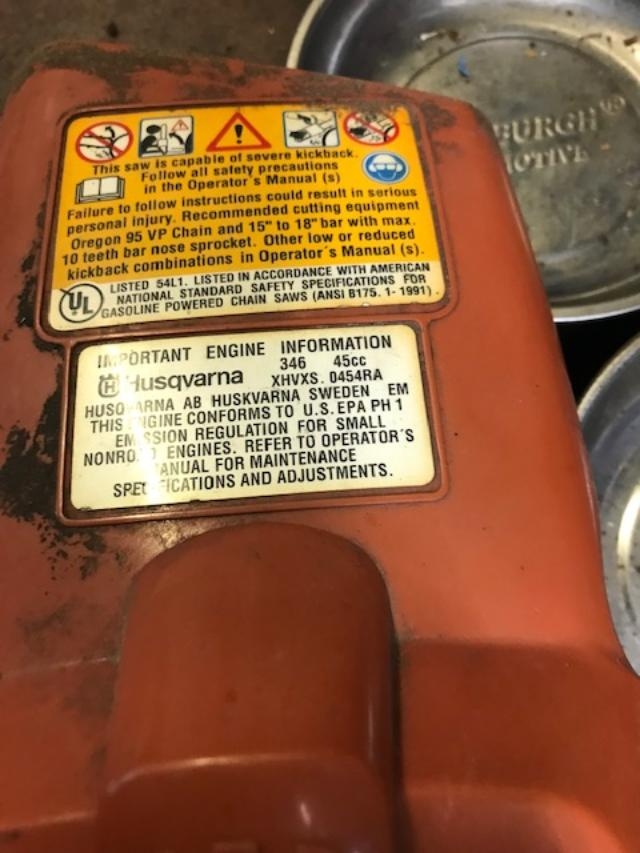 This saw is capable of severe kickback.
Follow all safety precautions
in the Operator's Manual (s)
Failure to follow instructions could result in serious
personal injury. Recommended cutting equipment
Oregon 95 VP Chain and 15" to 18" bar with max.
10 teeth bar nose sprocket. Other low or reduced
kickback combinations in Operator's Manual (s).
UL
LISTED 54L1. LISTED IN ACCORDANCE WITH AMERICAN
NATIONAL STANDARD SAFETY SPECIFICATIONS FOR
GASOLINE POWERED CHAIN SAWS (ANSI B175. 1- 1991).
IMPORTANT ENGINE INFORMATION
346 45cc
Husqvarna XHVXS. 0454RA
HUSQVARNA AB HUSKVARNA SWEDEN EM
THIS ENGINE CONFORMS TO U.S. EPA PH 1
EMISSION REGULATION FOR SMALL
NONROAD ENGINES. REFER TO OPERATOR'S
MANUAL FOR MAINTENANCE
SPECIFICATIONS AND ADJUSTMENTS.
BURGH®
OTIVE